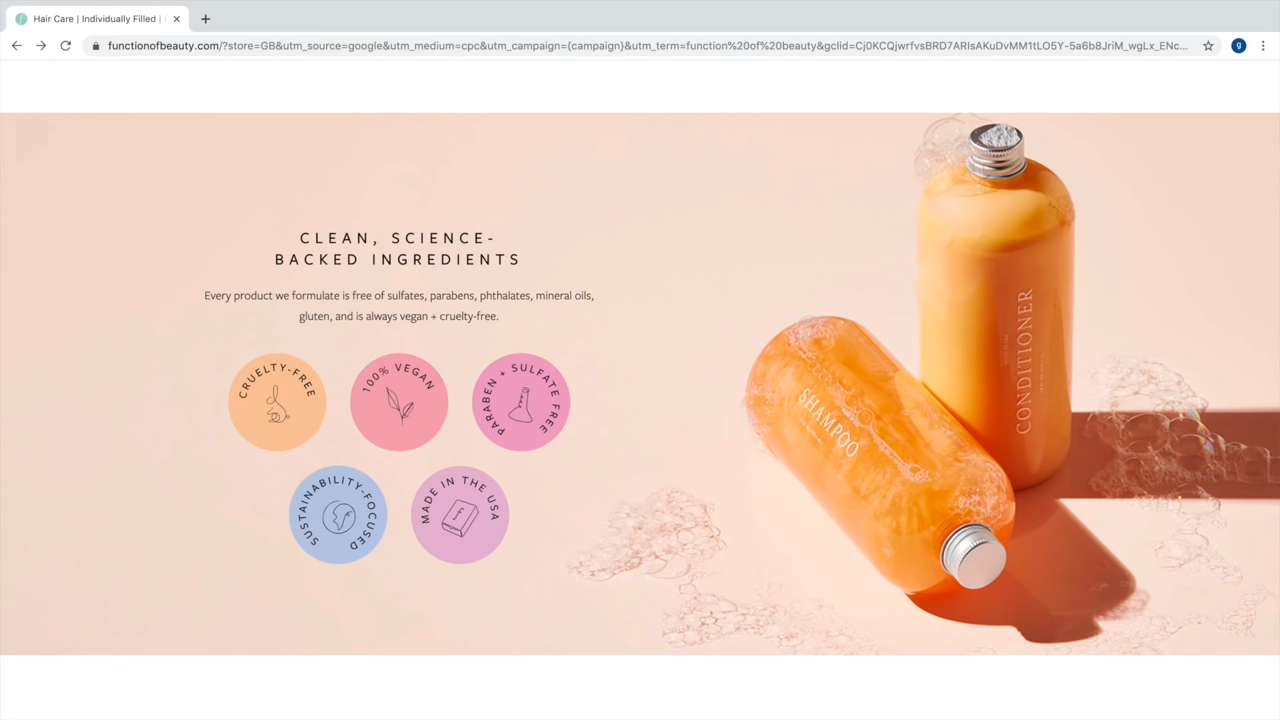 Hair Care | Individually Filled |
functionofbeauty.com/?store=GB&utm_source=google&utm_medium=cpc&utm_campaign={campaign}&utm_term=function%20of%20beauty&gclid=Cj0KCQjwrfvsBRD7ARIsAKuDvMM1tLO5Y-5a6b8JriM_wgLx_ENc...
g
CLEAN, SCIENCE-
BACKED INGREDIENTS
Every product we formulate is free of sulfates, parabens, phthalates, mineral oils,
gluten, and is always vegan + cruelty-free.
CRUELTY-FREE
100% VEGAN
PARABEN + SULFATE FREE
SUSTAINABILITY-FOCUSED
MADE IN THE USA
SHAMPOO
CONDITIONER